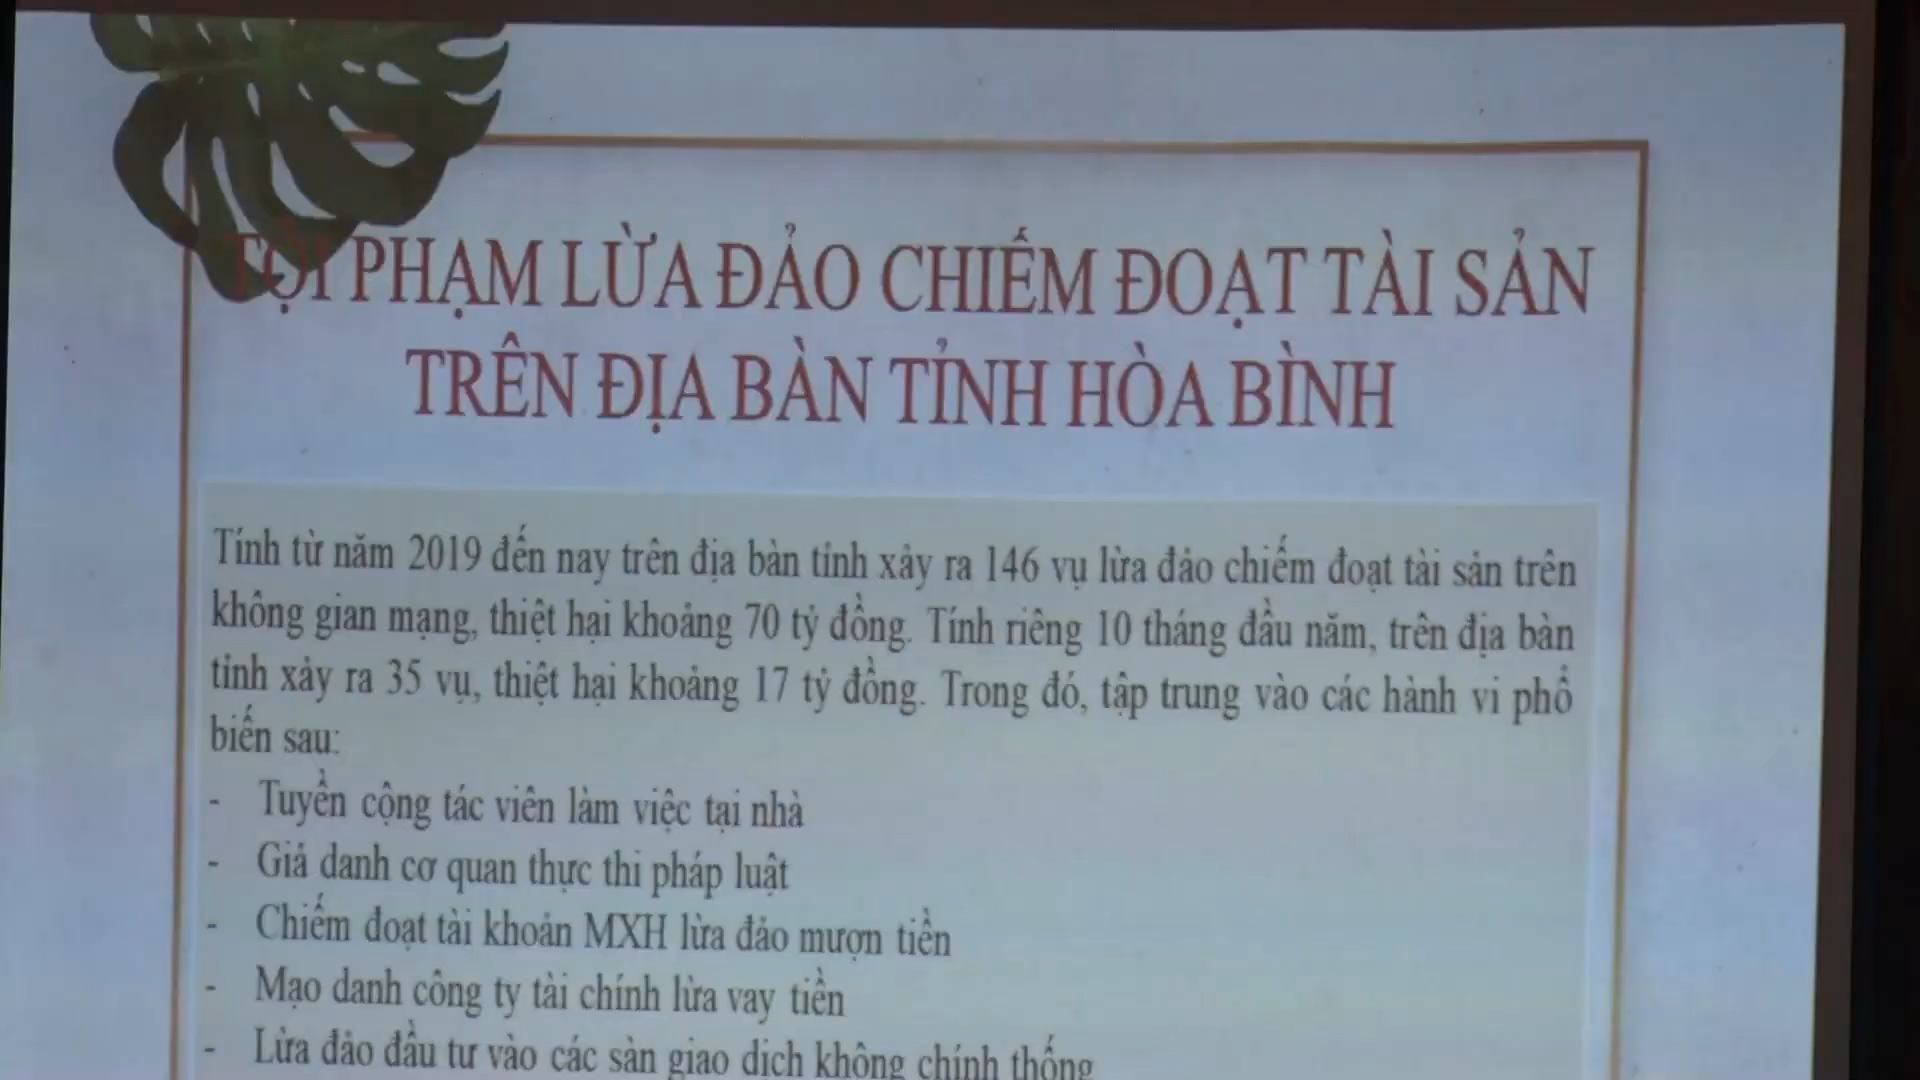 TỘI PHẠM LỪA ĐẢO CHIẾM ĐOẠT TÀI SẢN
TRÊN ĐỊA BÀN TỈNH HÒA BÌNH
Tính từ năm 2019 đến nay trên địa bàn tỉnh xảy ra 146 vụ lừa đảo chiếm đoạt tài sản trên
không gian mạng, thiệt hại khoảng 70 tỷ đồng. Tính riêng 10 tháng đầu năm, trên địa bàn
tỉnh xảy ra 35 vụ, thiệt hại khoảng 17 tỷ đồng. Trong đó, tập trung vào các hành vi phổ
biến sau:
- Tuyển cộng tác viên làm việc tại nhà
- Giả danh cơ quan thực thi pháp luật
- Chiếm đoạt tài khoản MXH lừa đảo mượn tiền
- Mạo danh công ty tài chính lừa vay tiền
- Lừa đảo đầu tư vào các sàn giao dịch không chính thống